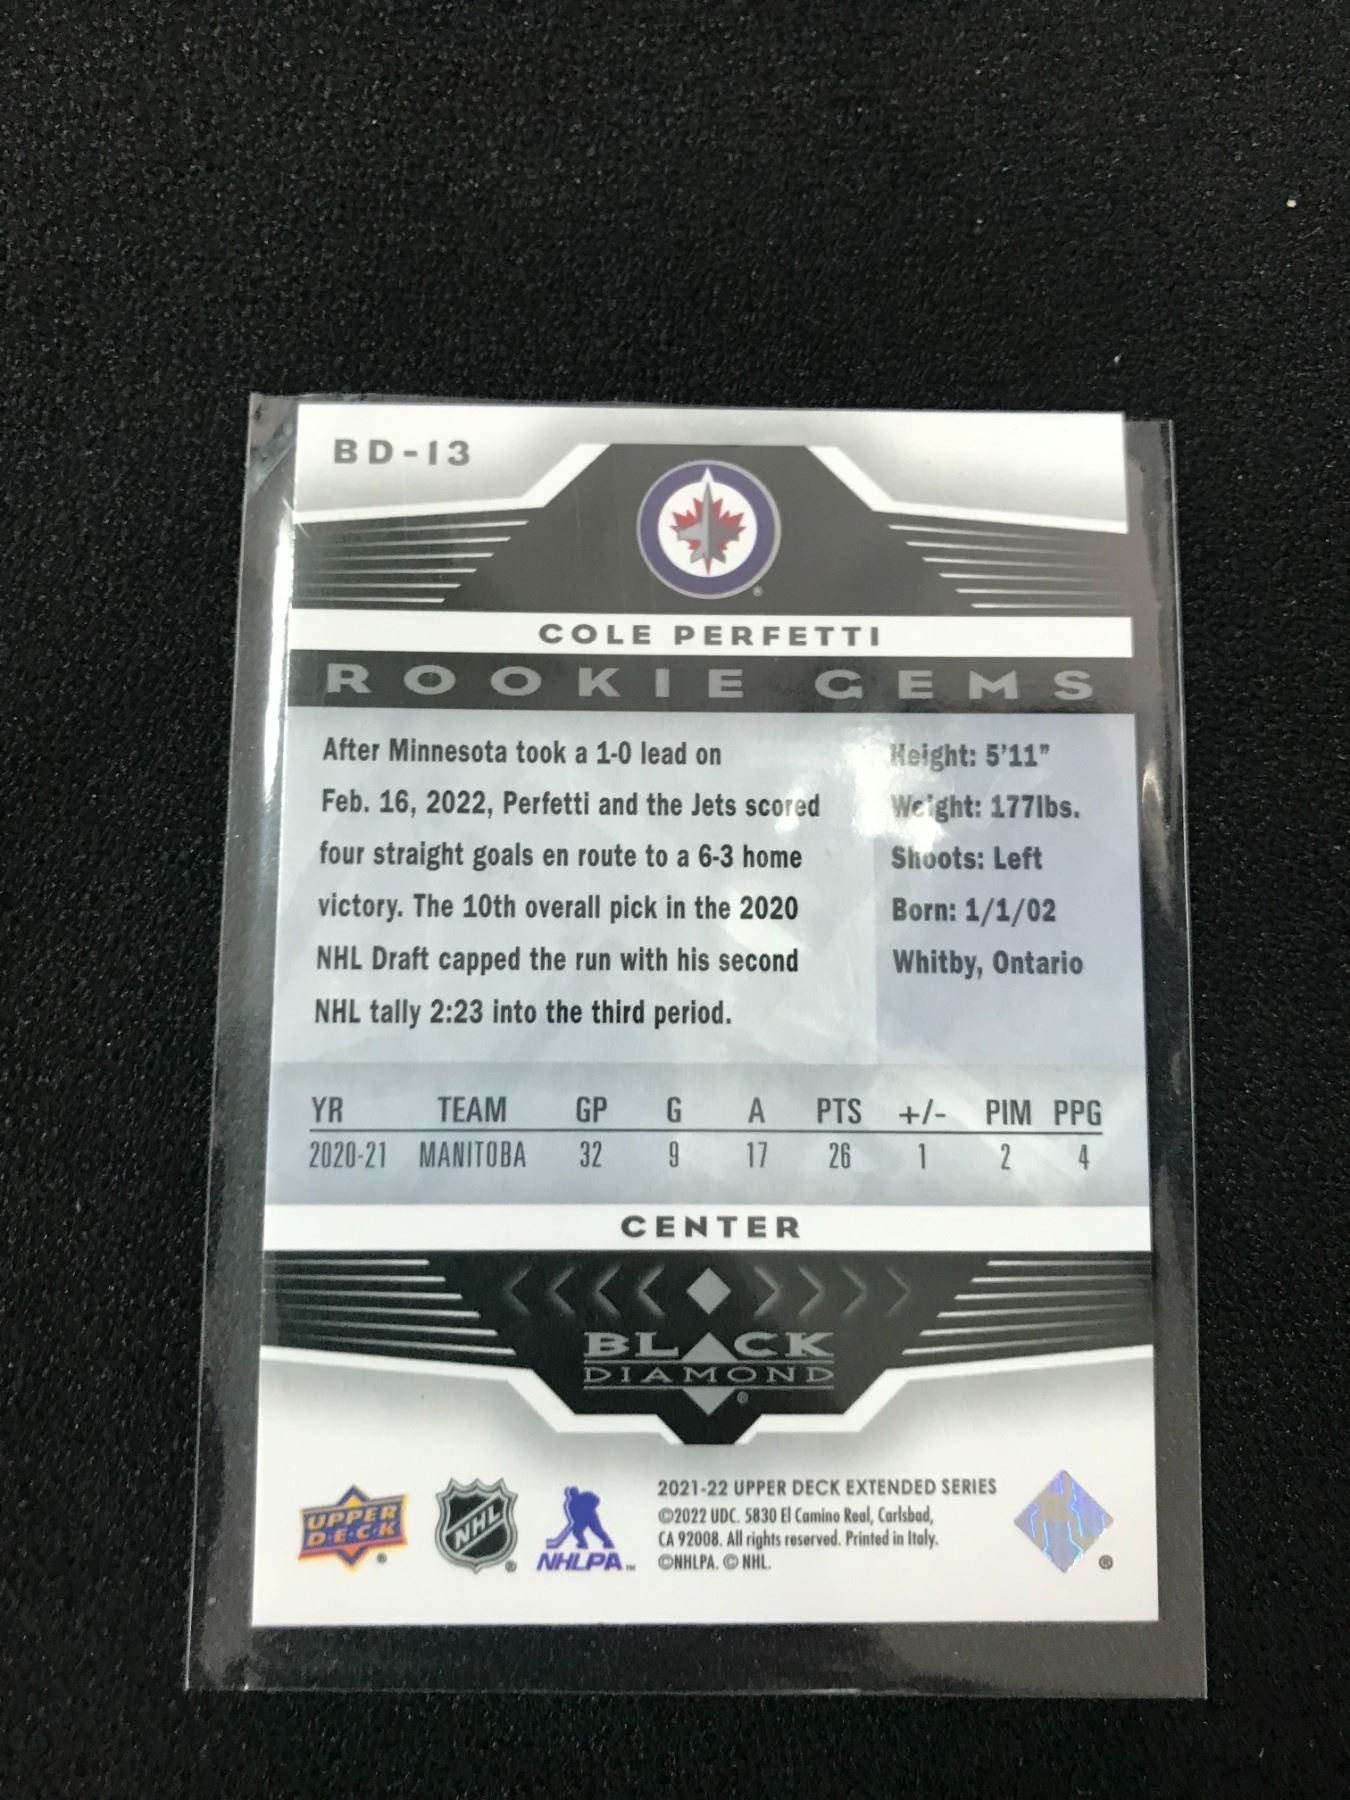 BD-13
COLE PERFETTI
ROOKIE GEMS
After Minnesota took a 1-0 lead on
Feb. 16, 2022, Perfetti and the Jets scored
four straight goals en route to a 6-3 home
victory. The 10th overall pick in the 2020
NHL Draft capped the run with his second
NHL tally 2:23 into the third period.
Height: 5'11"
Weight: 177lbs.
Shoots: Left
Born: 1/1/02
Whitby, Ontario
YR TEAM GP G A PTS +/- PIM PPG
2020-21 MANITOBA 32 9 17 26 1 2 4
CENTER
BLACK
DIAMOND®
UPPER
D·E·C·K®
NHL®
NHLPA™
2021-22 UPPER DECK EXTENDED SERIES
©2022 UDC. 5830 El Camino Real, Carlsbad,
CA 92008. All rights reserved. Printed in Italy.
©NHLPA. © NHL.